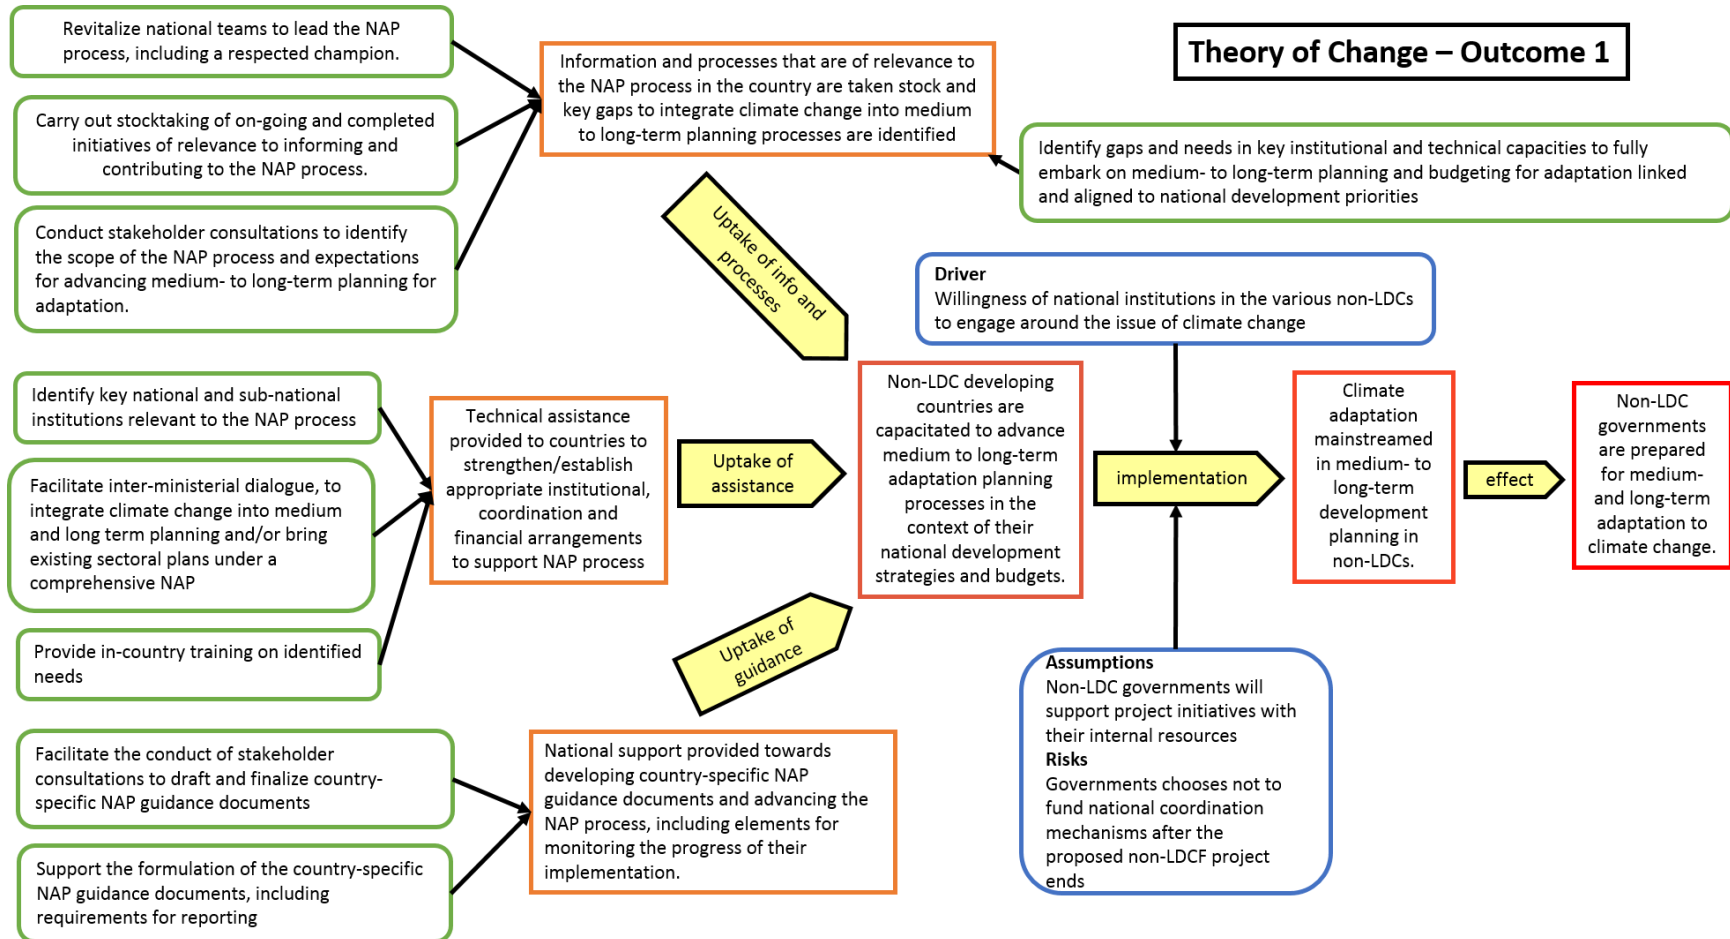 Theory of Change – Outcome 1
Revitalize national teams to lead the NAP
process, including a respected champion.
Carry out stocktaking of on-going and completed
initiatives of relevance to informing and
contributing to the NAP process.
Conduct stakeholder consultations to identify
the scope of the NAP process and expectations
for advancing medium- to long-term planning for
adaptation.
Information and processes that are of relevance to
the NAP process in the country are taken stock and
key gaps to integrate climate change into medium
to long-term planning processes are identified
Identify gaps and needs in key institutional and technical capacities to fully
embark on medium- to long-term planning and budgeting for adaptation linked
and aligned to national development priorities
Uptake of info and
processes
Driver
Willingness of national institutions in the various non-LDCs
to engage around the issue of climate change
Identify key national and sub-national
institutions relevant to the NAP process
Facilitate inter-ministerial dialogue, to
integrate climate change into medium
and long term planning and/or bring
existing sectoral plans under a
comprehensive NAP
Provide in-country training on identified
needs
Technical assistance
provided to countries to
strengthen/establish
appropriate institutional,
coordination and
financial arrangements
to support NAP process
Uptake of
assistance
Non-LDC developing
countries are
capacitated to advance
medium to long-term
adaptation planning
processes in the
context of their
national development
strategies and budgets.
implementation
Climate
adaptation
mainstreamed
in medium- to
long-term
development
planning in
non-LDCs.
effect
Non-LDC
governments
are prepared
for medium-
and long-term
adaptation to
climate change.
Uptake of
guidance
Assumptions
Non-LDC governments will
support project initiatives with
their internal resources
Risks
Governments chooses not to
fund national coordination
mechanisms after the
proposed non-LDCF project
ends
Facilitate the conduct of stakeholder
consultations to draft and finalize country-
specific NAP guidance documents
Support the formulation of the country-specific
NAP guidance documents, including
requirements for reporting
National support provided towards
developing country-specific NAP
guidance documents and advancing the
NAP process, including elements for
monitoring the progress of their
implementation.